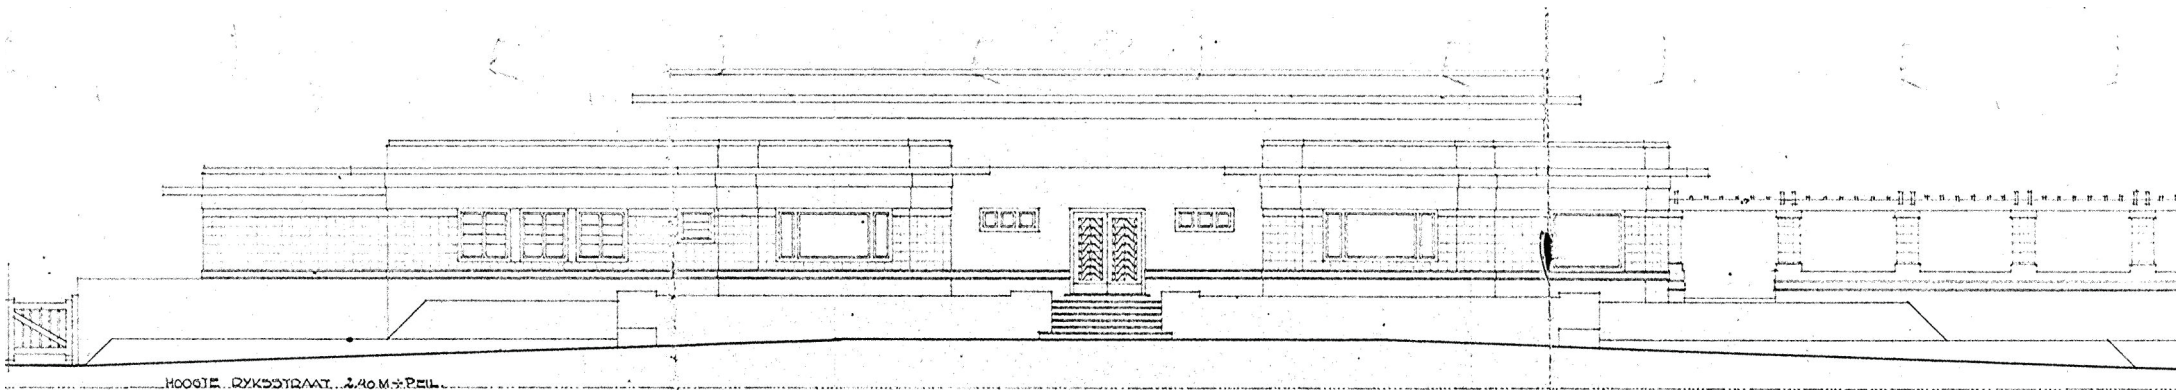 HOOGTE RYKSSTRAAT 2.40 M + PEIL.